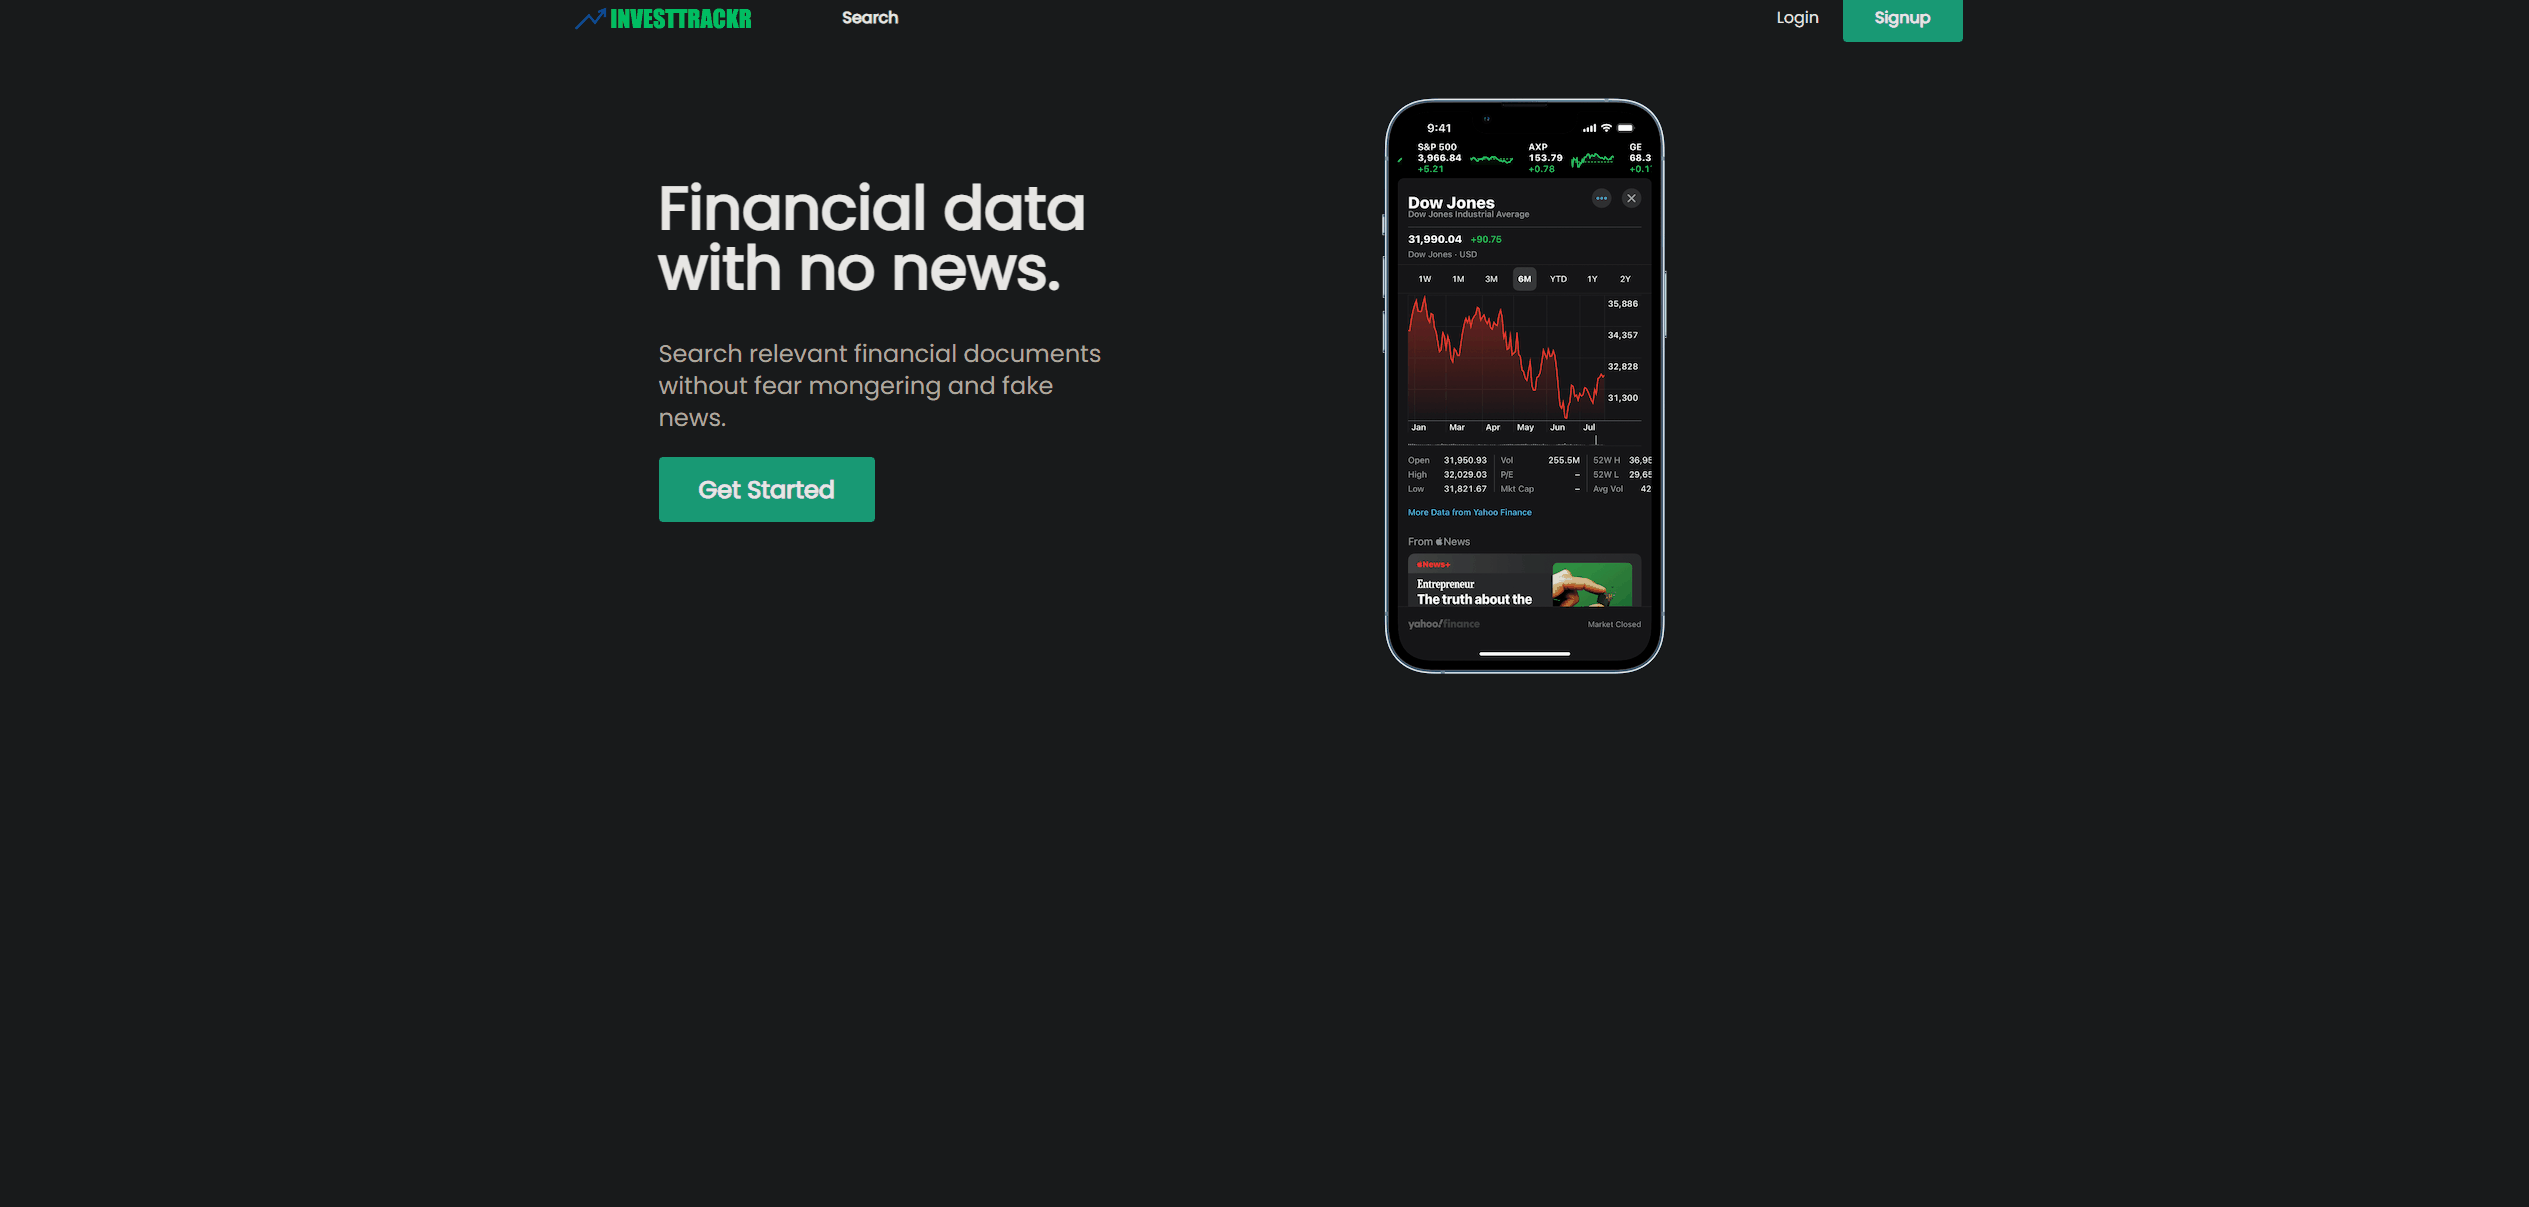 INVESTTRACKR Search Login Signup
Financial data
with no news.
Search relevant financial documents
without fear mongering and fake
news.
Get Started
9:41
S&P 500 AXP GE
3,966.84 153.79 68.3
+5.21 +0.78 +0.1
Dow Jones
Dow Jones Industrial Average
31,990.04 +90.75
Dow Jones · USD
1W 1M 3M 6M YTD 1Y 2Y
35,886
34,357
32,828
31,300
Jan Mar Apr May Jun Jul
Open 31,950.93 Vol 255.5M 52W H 36,95
High 32,029.03 P/E – 52W L 29,65
Low 31,821.67 Mkt Cap – Avg Vol 42
More Data from Yahoo Finance
From News
News+
Entrepreneur
The truth about the
yahoo!finance Market Closed